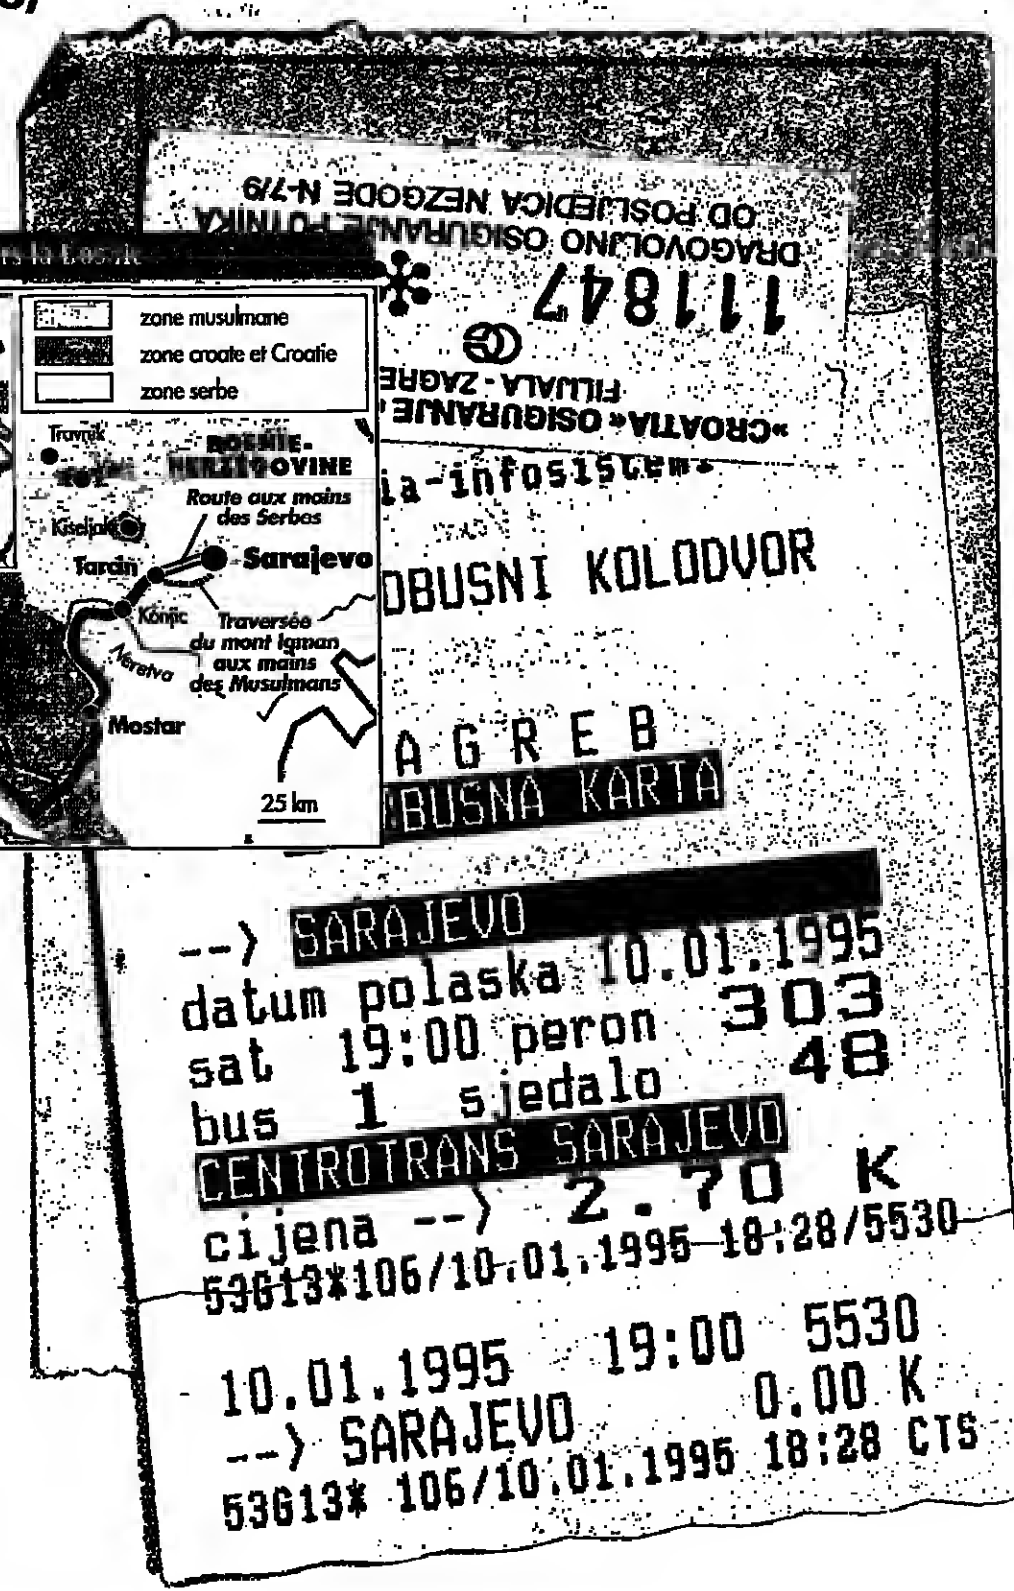 zone musulmane
zone croate et Croatie
zone serbe
Travnik
BOSNIE-
HERZEGOVINE
Route aux mains
des Serbes
Kiseljak
Sarajevo
Tarcin
Konjic
Traversée
du mont Igman
aux mains
des Musulmans
Neretva
Mostar
25 km
»CROATIA« OSIGURANJE
FILIJALA - ZAGRE
111847
DRAGOVOLJNO OSIGURANJE PUTNIKA
OD POSLJEDICA NEZGODE N-7/9
ia-infosistem
OBUSNI KOLODVOR
A G R E B
BUSNA KARTA
--> SARAJEVO
datum polaska 10.01.1995
sat 19:00 peron 303
bus 1 sjedalo 48
CENTROTRANS SARAJEVO
cijena --> 2.70 K
53G13*106/10.01.1995 18:28/5530
10.01.1995 19:00 5530
--> SARAJEVO 0.00 K
53G13* 106/10.01.1995 18:28 CTS